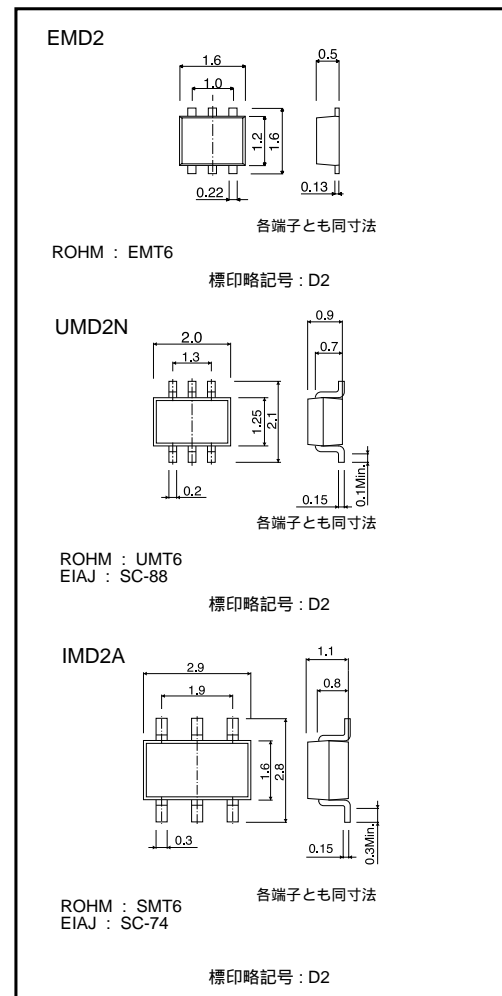 EMD2
1.6
1.0
0.5
1.2
1.6
0.22
0.13
各端子とも同寸法
ROHM : EMT6
標印略記号 : D2
UMD2N
2.0
1.3
0.9
0.7
1.25
2.1
0.2
0.15
0.1Min.
各端子とも同寸法
ROHM : UMT6
EIAJ : SC-88
標印略記号 : D2
IMD2A
2.9
1.9
1.1
0.8
1.6
2.8
0.3
0.15
0.3Min.
各端子とも同寸法
ROHM : SMT6
EIAJ : SC-74
標印略記号 : D2